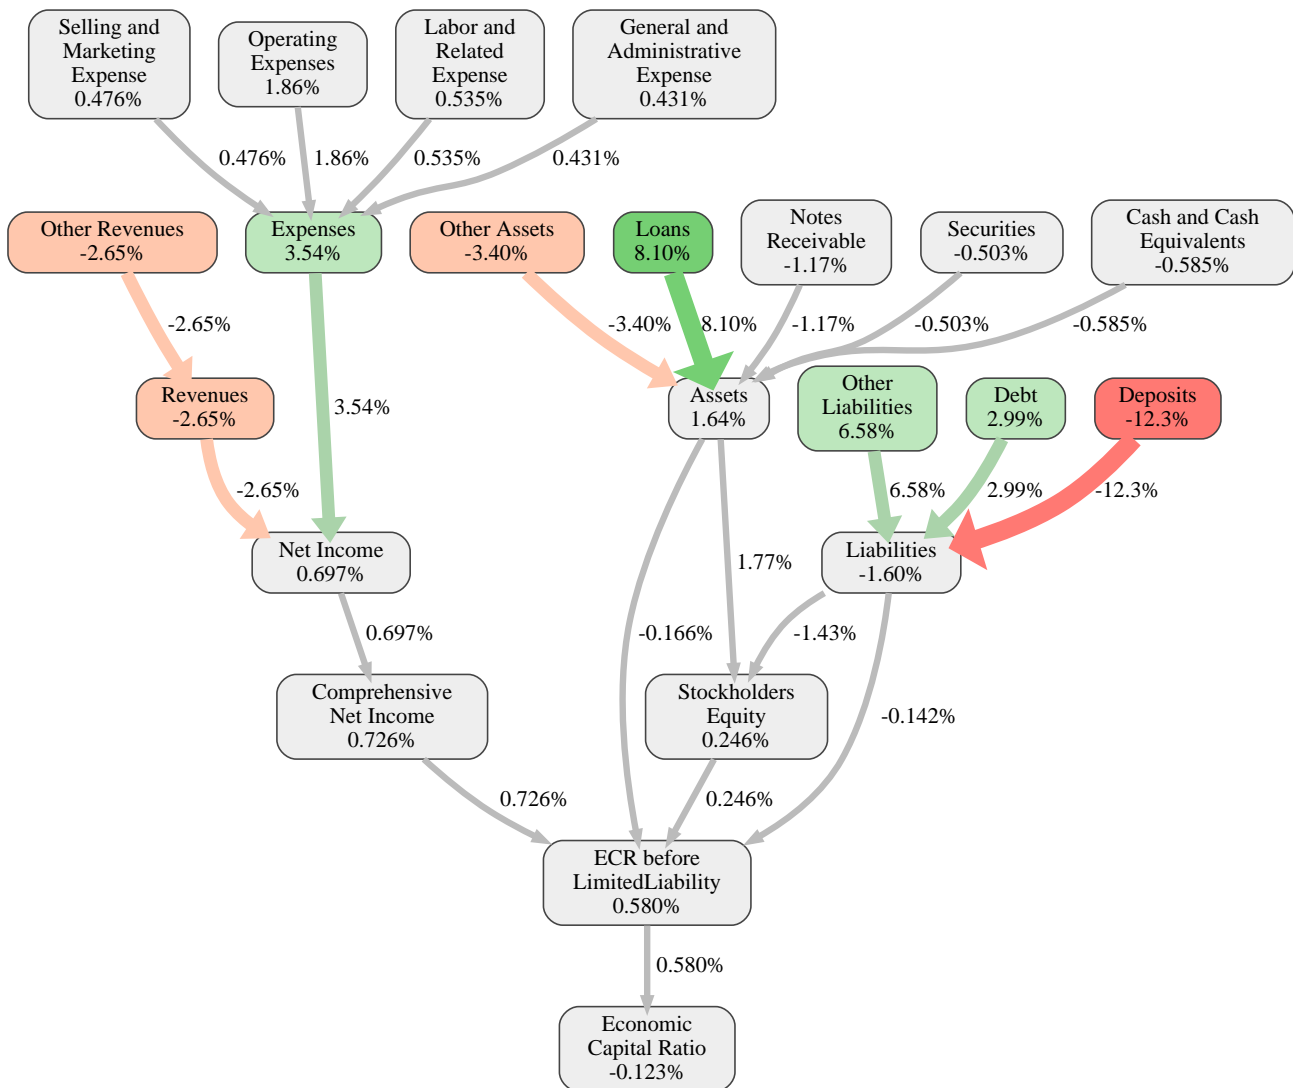 Selling and
Marketing
Expense
0.476%
Operating
Expenses
1.86%
Labor and
Related
Expense
0.535%
General and
Administrative
Expense
0.431%
0.476%
1.86%
0.535%
0.431%
Other Revenues
-2.65%
Expenses
3.54%
Other Assets
-3.40%
Loans
8.10%
Notes
Receivable
-1.17%
Securities
-0.503%
Cash and Cash
Equivalents
-0.585%
-2.65%
-3.40%
8.10%
-1.17%
-0.503%
-0.585%
Revenues
-2.65%
3.54%
Assets
1.64%
Other
Liabilities
6.58%
Debt
2.99%
Deposits
-12.3%
-2.65%
6.58%
2.99%
-12.3%
Net Income
0.697%
1.77%
Liabilities
-1.60%
0.697%
-0.166%
-1.43%
Comprehensive
Net Income
0.726%
Stockholders
Equity
0.246%
-0.142%
0.726%
0.246%
ECR before
LimitedLiability
0.580%
0.580%
Economic
Capital Ratio
-0.123%